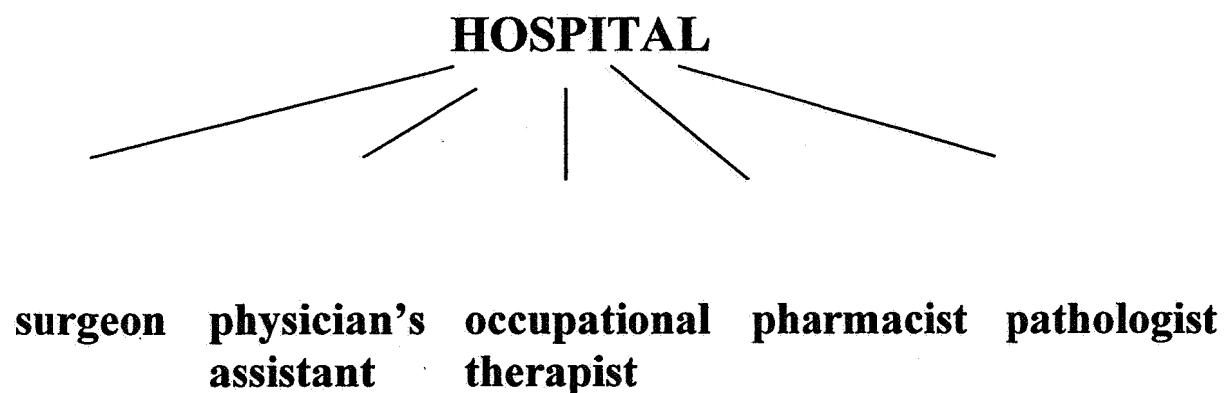 HOSPITAL
surgeon physician’s occupational pharmacist pathologist
assistant therapist